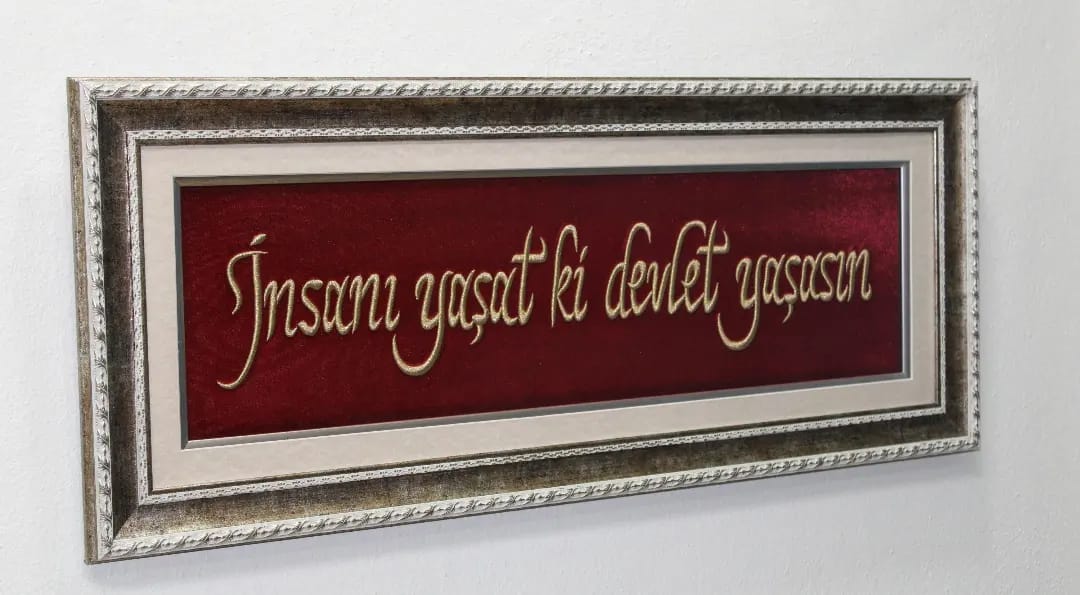 İnsanı yaşat ki devlet yaşasın